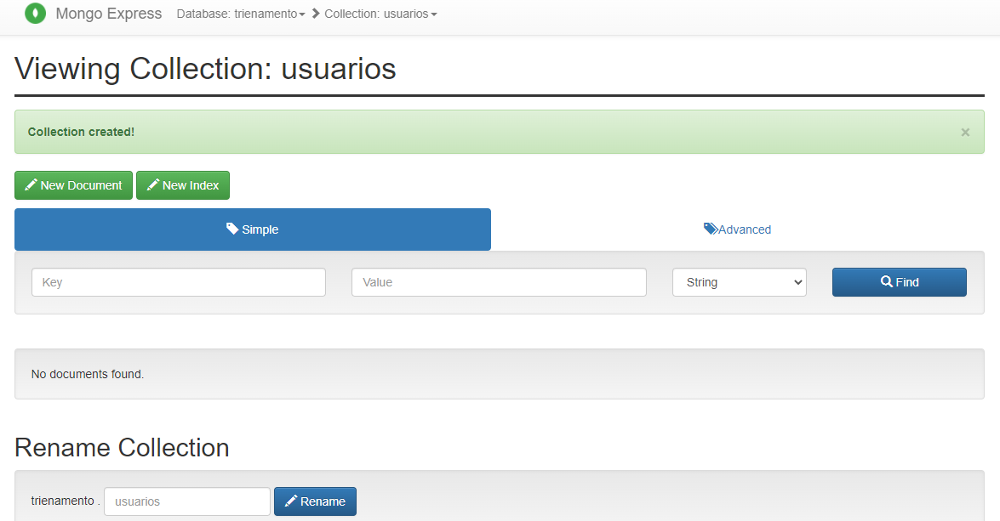 Mongo Express Database: trienamento Collection: usuarios
Viewing Collection: usuarios
Collection created! ×
New Document New Index
Simple Advanced
Key Value String Find
No documents found.
Rename Collection
trienamento . usuarios Rename